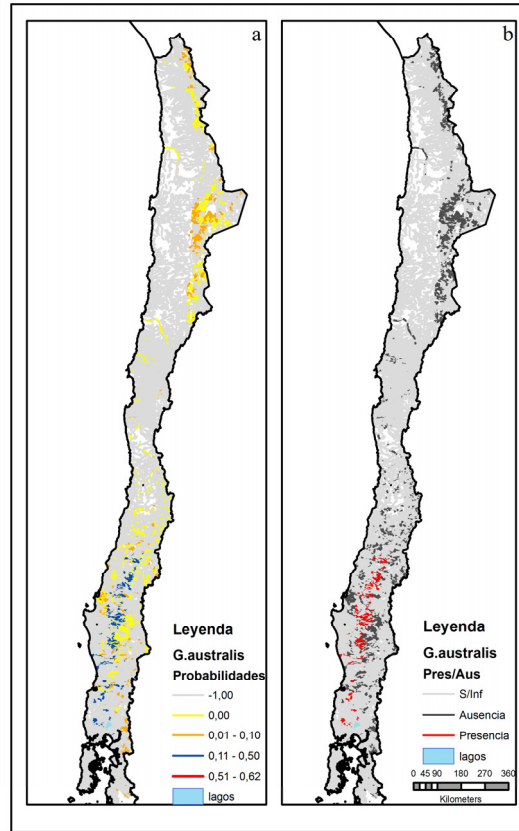 a
Leyenda
G.australis
Probabilidades
-1,00
0,00
0,01 - 0,10
0,11 - 0,50
0,51 - 0,62
lagos
b
Leyenda
G.australis
Pres/Aus
S/Inf
Ausencia
Presencia
lagos
0 45 90 180 270 360
Kilometers